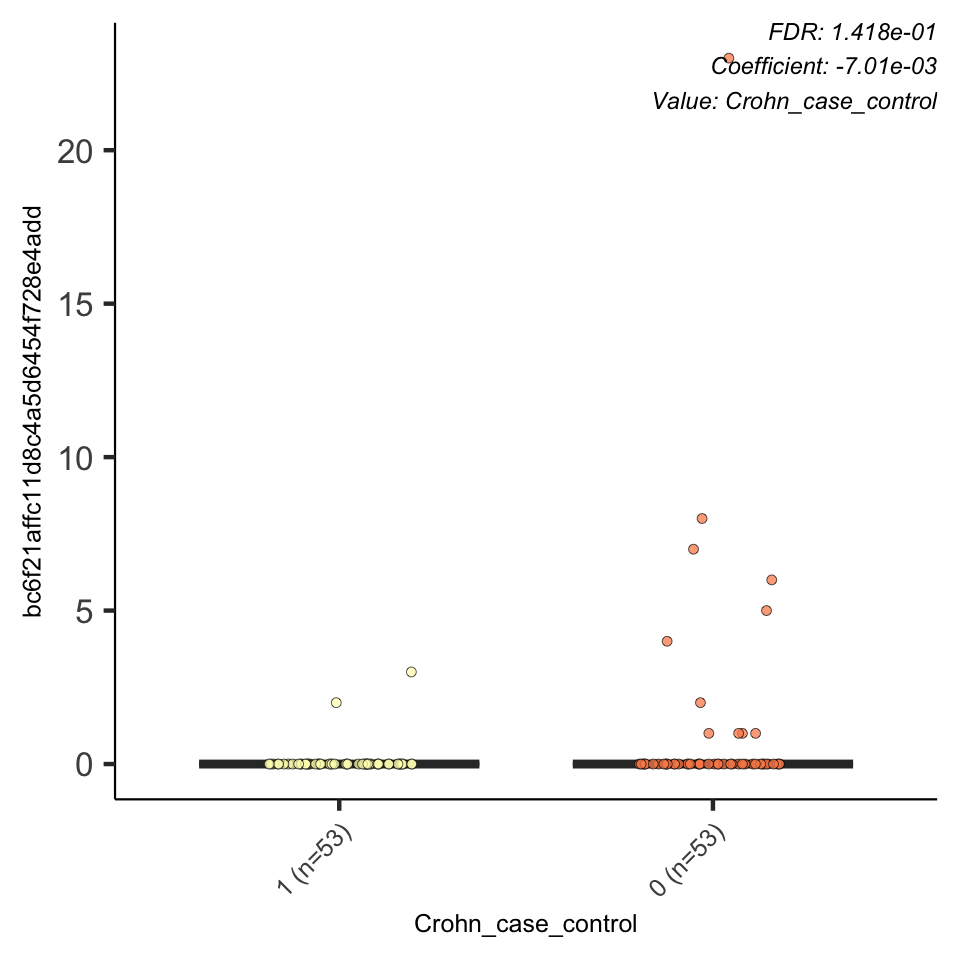 FDR: 1.418e-01
Coefficient: -7.01e-03
Value: Crohn_case_control
20
15
10
5
0
bc6f21affc11d8c4a5d6454f728e4add
1 (n=53)
0 (n=53)
Crohn_case_control